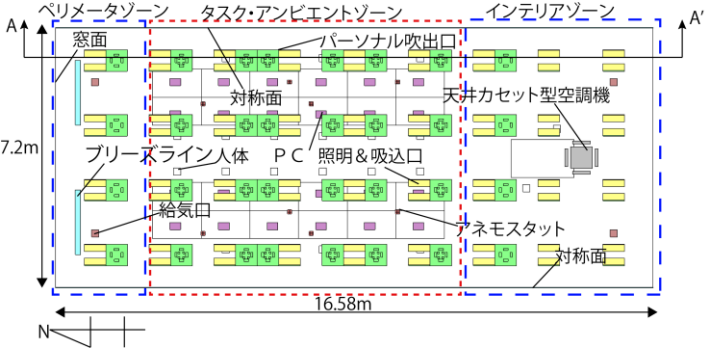 ペリメータゾーン
タスク・アンビエントゾーン
インテリアゾーン
A
A'
窓面
パーソナル吹出口
対称面
天井カセット型空調機
7.2m
ブリーズライン
人体
PC
照明&吸込口
給気口
アネモスタット
対称面
16.58m
N